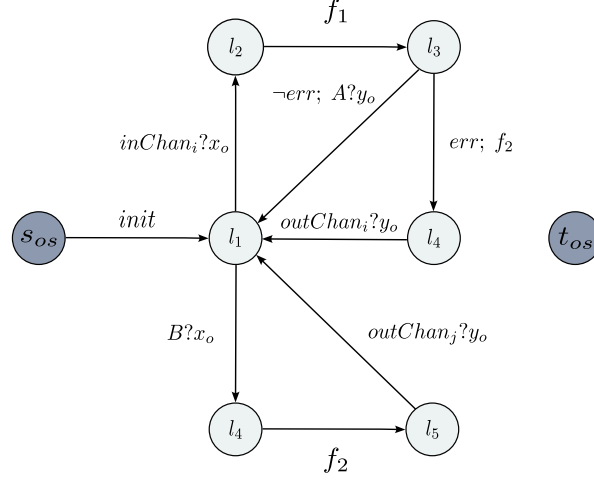 f₁
l₂
l₃
¬err; A?yₒ
inChanᵢ?xₒ
err; f₂
init
outChanᵢ?yₒ
sₒₛ
l₁
l₄
tₒₛ
B?xₒ
outChanⱼ?yₒ
l₄
l₅
f₂